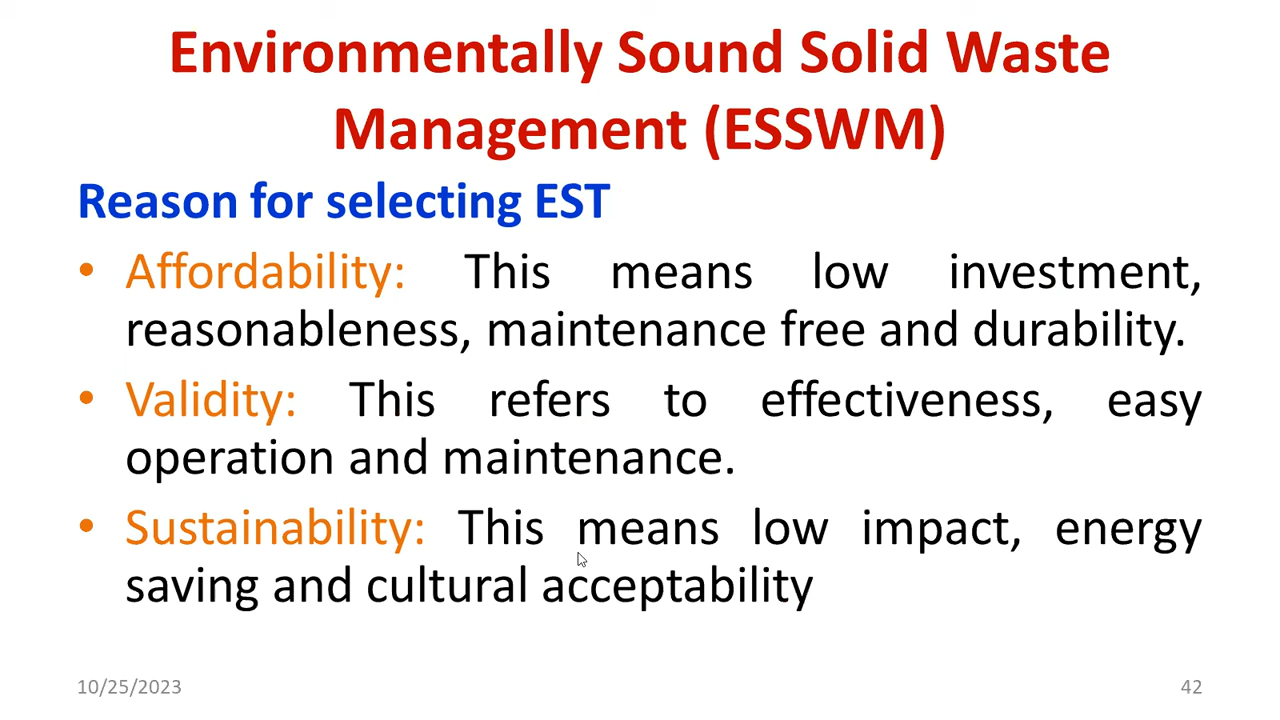 Environmentally Sound Solid Waste
Management (ESSWM)
Reason for selecting EST
• Affordability: This means low investment,
reasonableness, maintenance free and durability.
• Validity: This refers to effectiveness, easy
operation and maintenance.
• Sustainability: This means low impact, energy
saving and cultural acceptability
10/25/2023
42